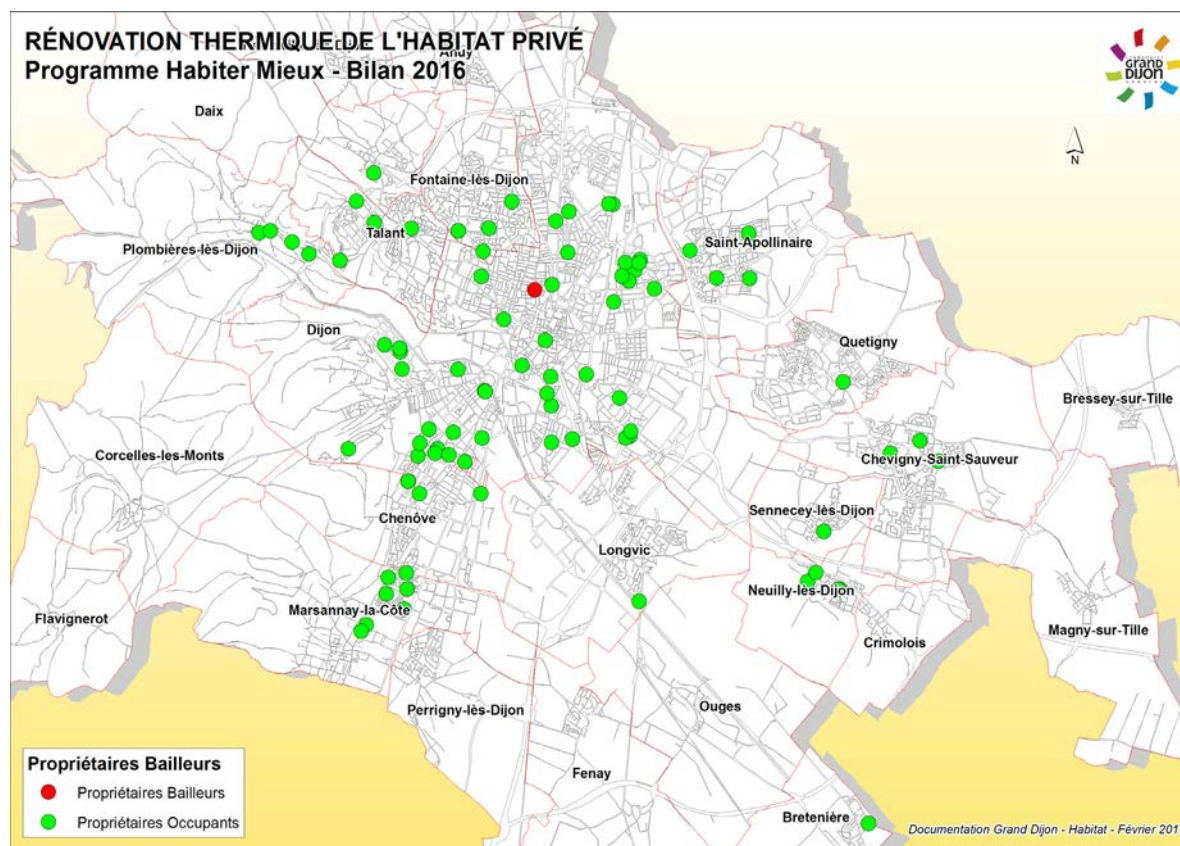 RÉNOVATION THERMIQUE DE L'HABITAT PRIVÉ
Programme Habiter Mieux - Bilan 2016
GRAND
DIJON
N
Daix
Fontaine-lès-Dijon
Talant
Plombières-lès-Dijon
Saint-Apollinaire
Dijon
Quetigny
Bressey-sur-Tille
Corcelles-les-Monts
Chevigny-Saint-Sauveur
Sennecey-lès-Dijon
Chenôve
Longvic
Neuilly-lès-Dijon
Marsannay-la-Côte
Flavignerot
Crimolois
Magny-sur-Tille
Perrigny-lès-Dijon
Ouges
Fenay
Bretenière
Propriétaires Bailleurs
Propriétaires Bailleurs
Propriétaires Occupants
Documentation Grand Dijon - Habitat - Février 201